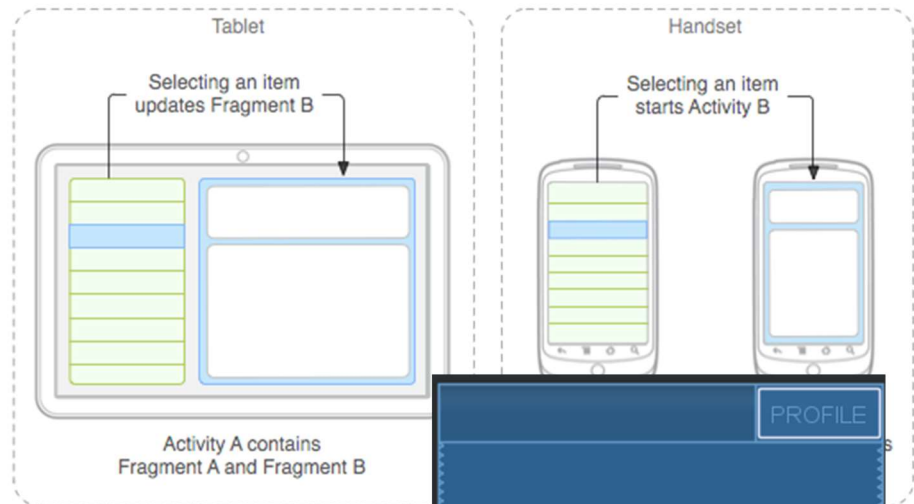 Tablet
Selecting an item
updates Fragment B
Activity A contains
Fragment A and Fragment B
Handset
Selecting an item
starts Activity B
PROFILE